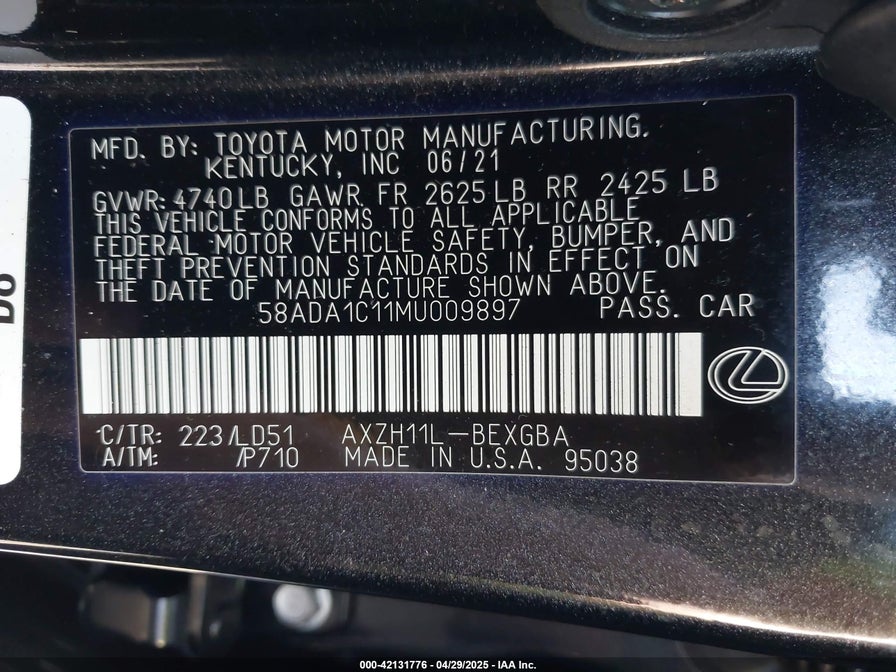 MFD. BY: TOYOTA MOTOR MANUFACTURING.
KENTUCKY, INC 06/21
GVWR: 4740LB GAWR FR 2625LB RR 2425 LB
THIS VEHICLE CONFORMS TO ALL APPLICABLE
FEDERAL MOTOR VEHICLE SAFETY, BUMPER, AND
THEFT PREVENTION STANDARDS IN EFFECT ON
THE DATE OF MANUFACTURE SHOWN ABOVE.
58ADA1C11MU009897 PASS. CAR
C/TR: 223/LD51 AXZH11L-BEXGBA
A/TM: /P710 MADE IN U.S.A. 95038
DO
000-42131776 - 04/29/2025 - IAA Inc.